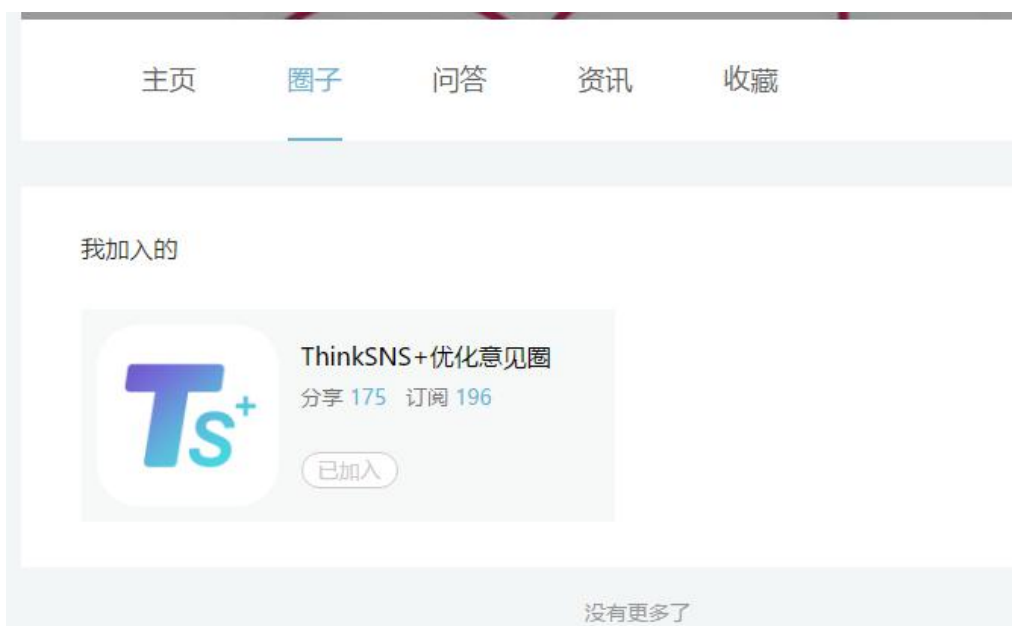 主页 圈子 问答 资讯 收藏
我加入的
Ts+
ThinkSNS+优化意见圈
分享 175 订阅 196
已加入
没有更多了